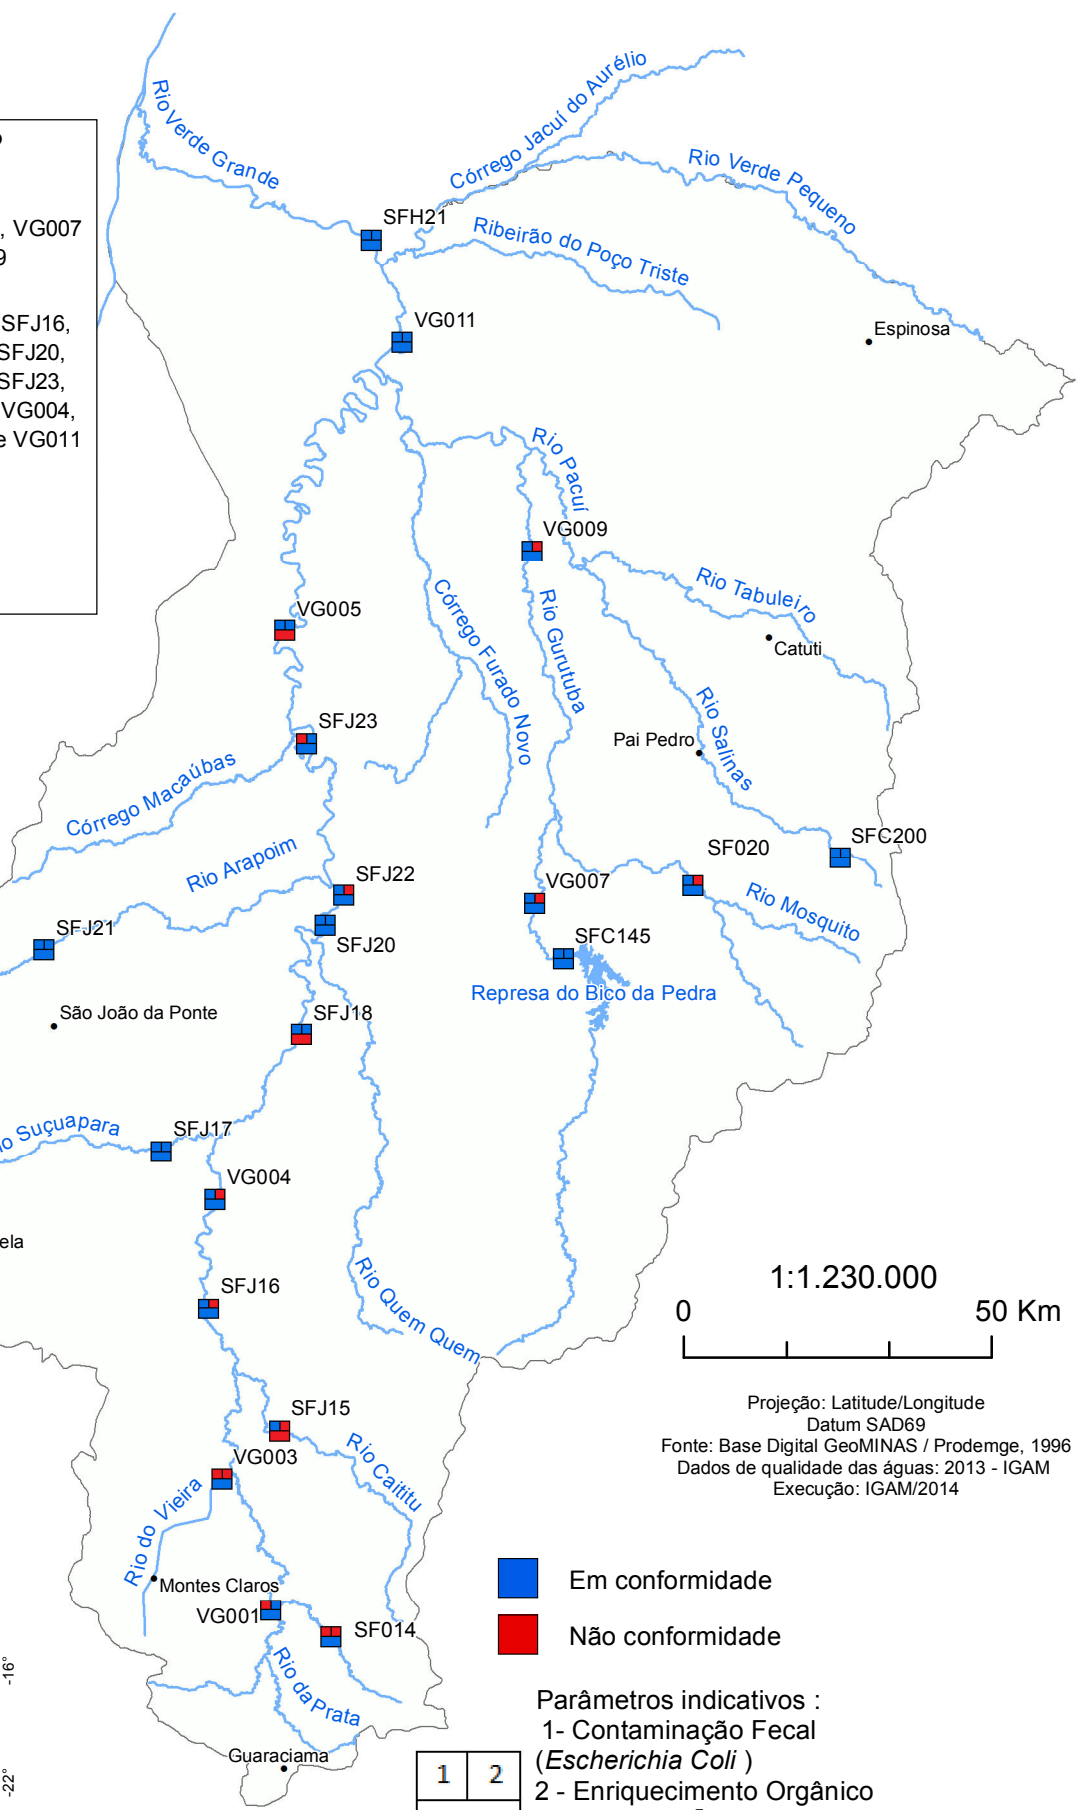 , VG007
9
SFJ16,
SFJ20,
SFJ23,
VG004,
e VG011
Rio Verde Grande
Córrego Jacuí do Aurélio
Rio Verde Pequeno
SFH21
Ribeirão do Poço Triste
VG011
Espinosa
Rio Pacuí
VG009
Rio Tabuleiro
Catuti
VG005
Córrego Furado Novo
Rio Gurutuba
SFJ23
Rio Salinas
Pai Pedro
Córrego Macaúbas
Rio Arapoim
SFJ22
SF020
SFC200
VG007
Rio Mosquito
SFJ21
SFJ20
SFC145
Represa do Bico da Pedra
São João da Ponte
SFJ18
io Suçuapara
SFJ17
VG004
ela
SFJ16
Rio Quem Quem
1:1.230.000
0 50 Km
Projeção: Latitude/Longitude
Datum SAD69
Fonte: Base Digital GeoMINAS / Prodemge, 1996
Dados de qualidade das águas: 2013 - IGAM
Execução: IGAM/2014
SFJ15
VG003
Rio Caititu
Rio do Vieira
Montes Claros
VG001
SF014
Rio da Prata
Guaraciama
Em conformidade
Não conformidade
-16°
-22°
Parâmetros indicativos :
1- Contaminação Fecal
(Escherichia Coli )
1 2
2 - Enriquecimento Orgânico